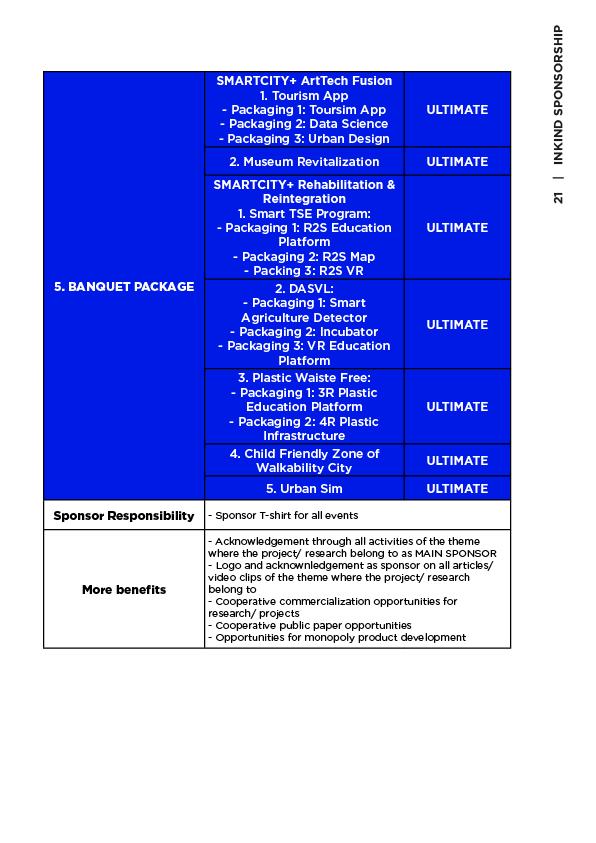 21 | INKIND SPONSORSHIP
5. BANQUET PACKAGE
SMARTCITY+ ArtTech Fusion
1. Tourism App
- Packaging 1: Toursim App
- Packaging 2: Data Science
- Packaging 3: Urban Design
ULTIMATE
2. Museum Revitalization
ULTIMATE
SMARTCITY+ Rehabilitation &
Reintegration
1. Smart TSE Program:
- Packaging 1: R2S Education
Platform
- Packaging 2: R2S Map
- Packing 3: R2S VR
ULTIMATE
2. DASVL:
- Packaging 1: Smart
Agriculture Detector
- Packaging 2: Incubator
- Packaging 3: VR Education
Platform
ULTIMATE
3. Plastic Waiste Free:
- Packaging 1: 3R Plastic
Education Platform
- Packaging 2: 4R Plastic
Infrastructure
ULTIMATE
4. Child Friendly Zone of
Walkability City
ULTIMATE
5. Urban Sim
ULTIMATE
Sponsor Responsibility
- Sponsor T-shirt for all events
More benefits
- Acknowledgement through all activities of the theme
where the project/ research belong to as MAIN SPONSOR
- Logo and acknownledgement as sponsor on all articles/
video clips of the theme where the project/ research
belong to
- Cooperative commercialization opportunities for
research/ projects
- Cooperative public paper opportunities
- Opportunities for monopoly product development